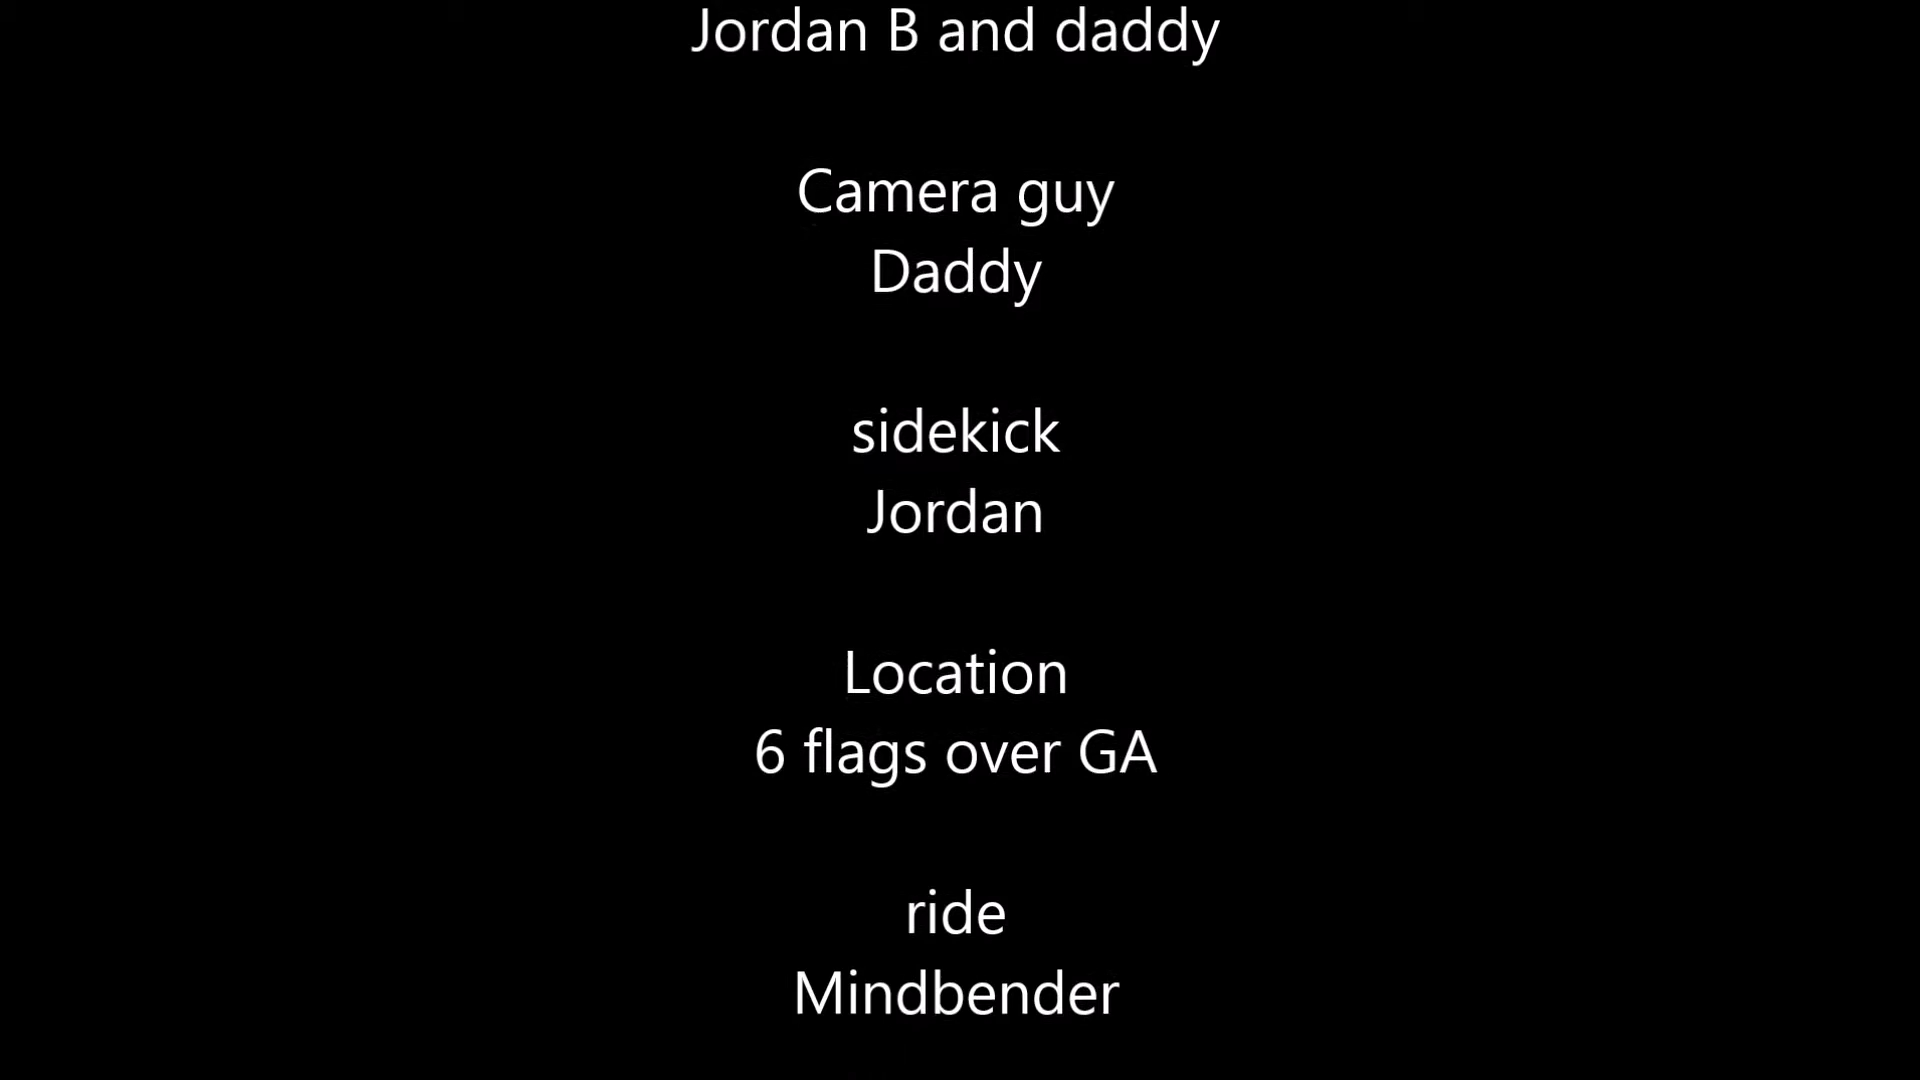 Jordan B and daddy
Camera guy
Daddy
sidekick
Jordan
Location
6 flags over GA
ride
Mindbender